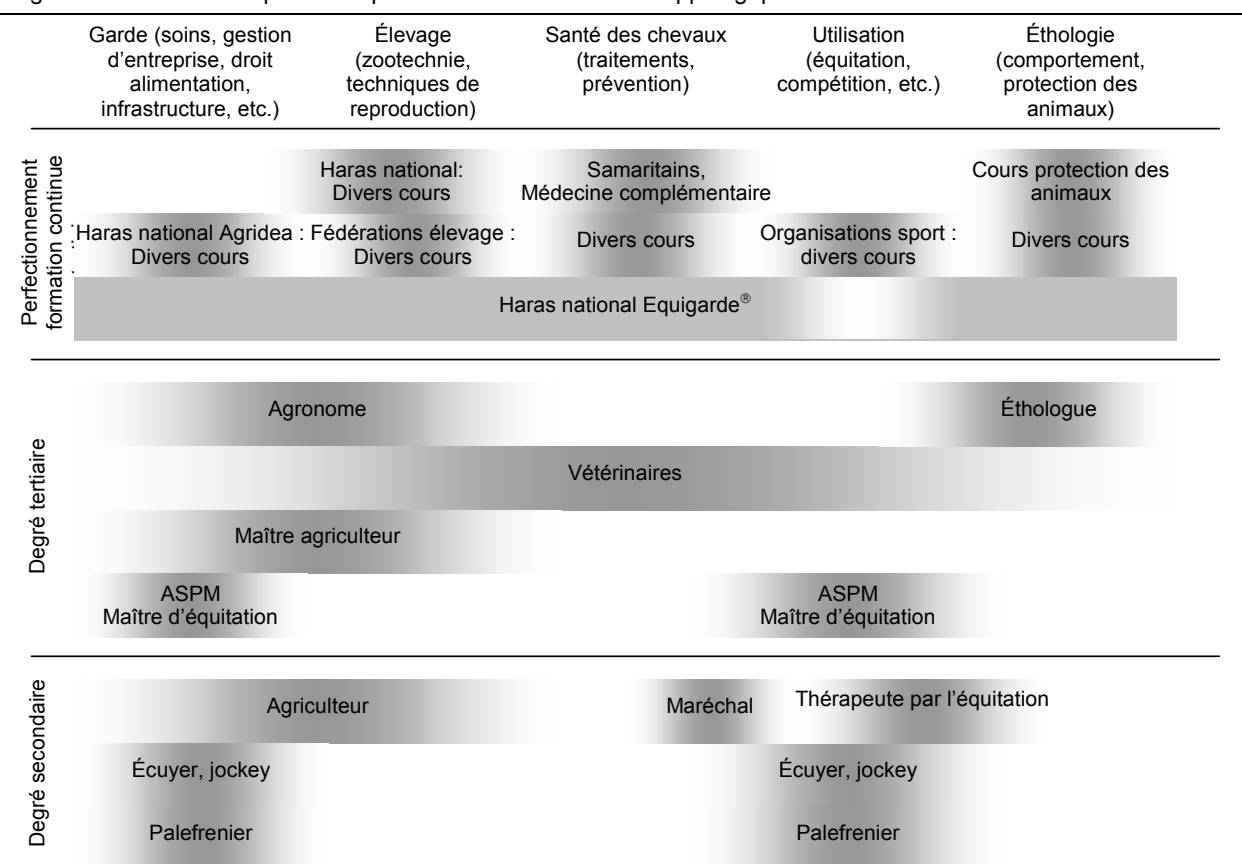 Garde (soins, gestion
d'entreprise, droit
alimentation,
infrastructure, etc.)
Élevage
(zootechnie,
techniques de
reproduction)
Santé des chevaux
(traitements,
prévention)
Utilisation
(équitation,
compétition, etc.)
Éthologie
(comportement,
protection des
animaux)
Perfectionnement
formation continue
Haras national:
Divers cours
Samaritains,
Médecine complémentaire
Cours protection des
animaux
Haras national Agridea :
Divers cours
Fédérations élevage :
Divers cours
Divers cours
Organisations sport :
divers cours
Divers cours
Haras national Equigarde®
Degré tertiaire
Agronome
Éthologue
Vétérinaires
Maître agriculteur
ASPM
Maître d'équitation
ASPM
Maître d'équitation
Degré secondaire
Agriculteur
Maréchal
Thérapeute par l'équitation
Écuyer, jockey
Écuyer, jockey
Palefrenier
Palefrenier